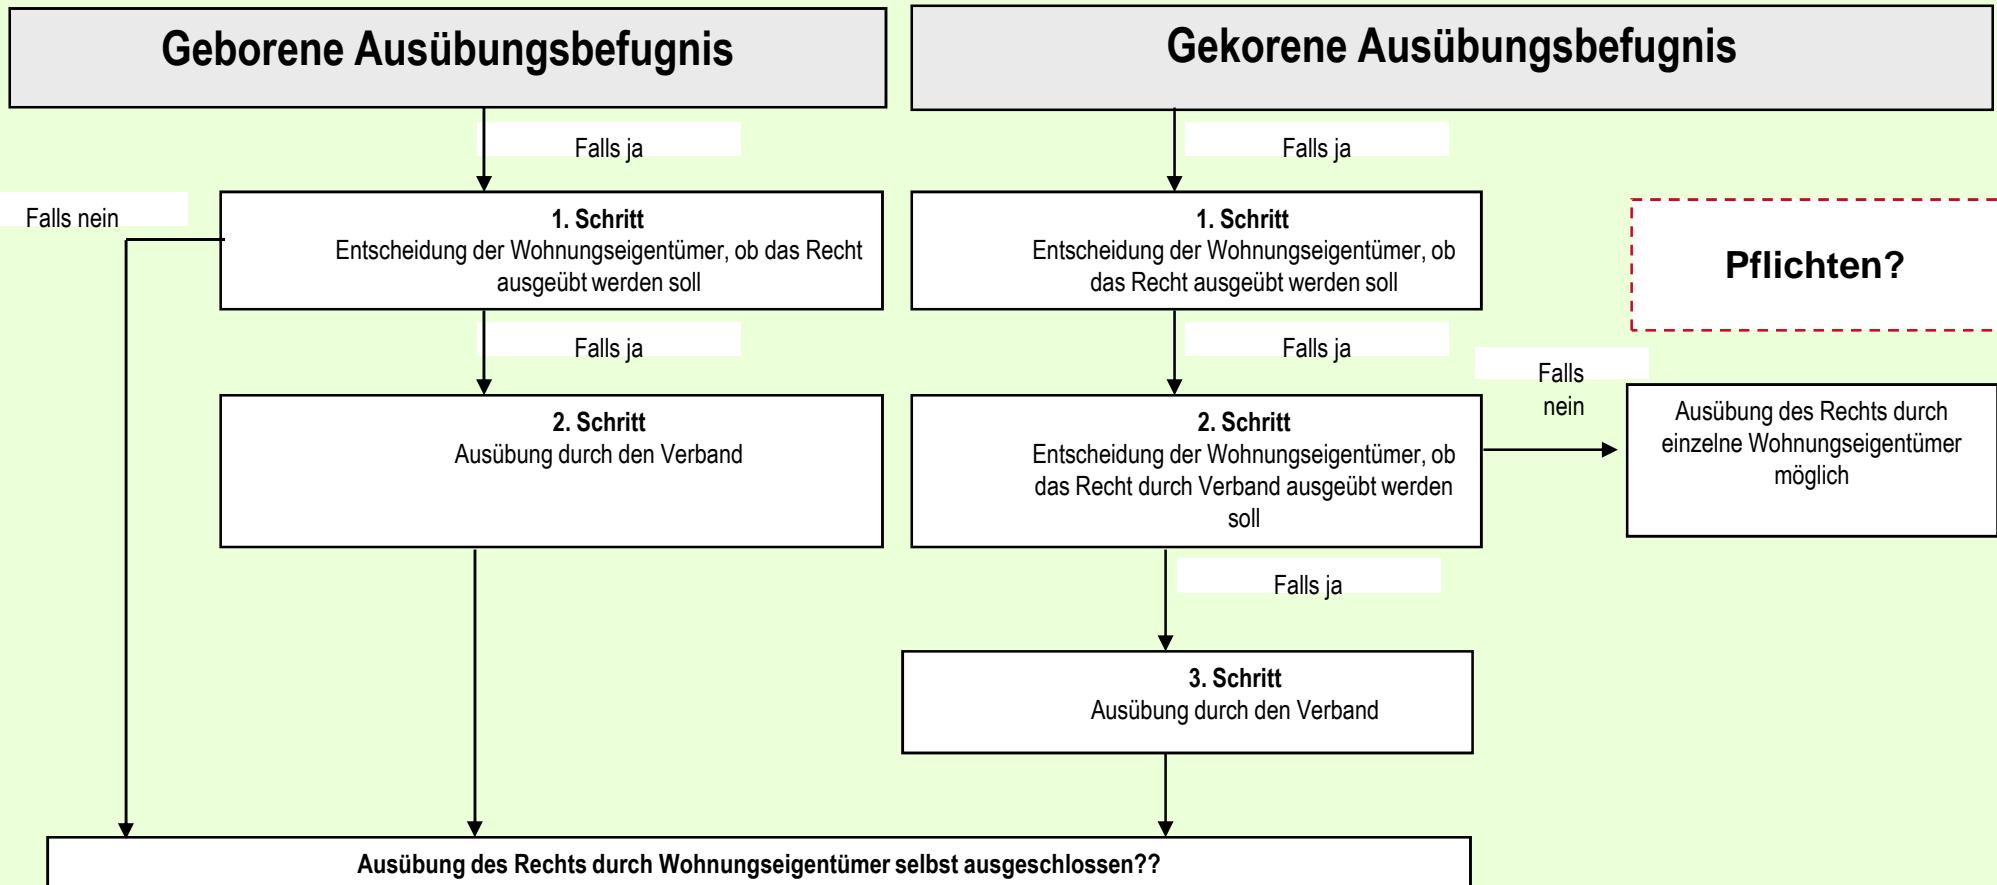 Geborene Ausübungsbefugnis
Gekorene Ausübungsbefugnis
Falls ja
Falls ja
Falls nein
1. Schritt
Entscheidung der Wohnungseigentümer, ob das Recht
ausgeübt werden soll
1. Schritt
Entscheidung der Wohnungseigentümer, ob
das Recht ausgeübt werden soll
Pflichten?
Falls ja
Falls ja
Falls
nein
2. Schritt
Ausübung durch den Verband
2. Schritt
Entscheidung der Wohnungseigentümer, ob
das Recht durch Verband ausgeübt werden
soll
Ausübung des Rechts durch
einzelne Wohnungseigentümer
möglich
Falls ja
3. Schritt
Ausübung durch den Verband
Ausübung des Rechts durch Wohnungseigentümer selbst ausgeschlossen??